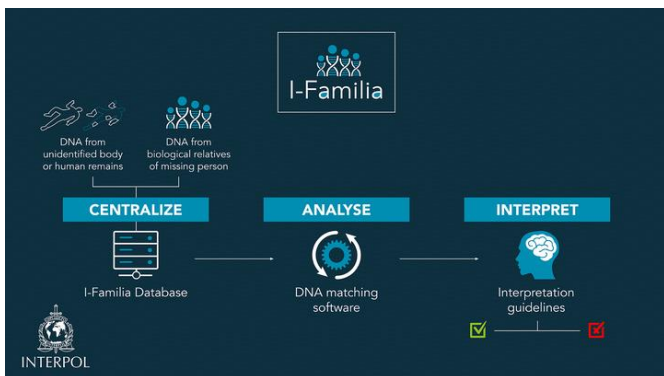 I-Familia
DNA from
unidentified body
or human remains
DNA from
biological relatives
of missing person
CENTRALIZE
ANALYSE
INTERPRET
I-Familia Database
DNA matching
software
Interpretation
guidelines
INTERPOL